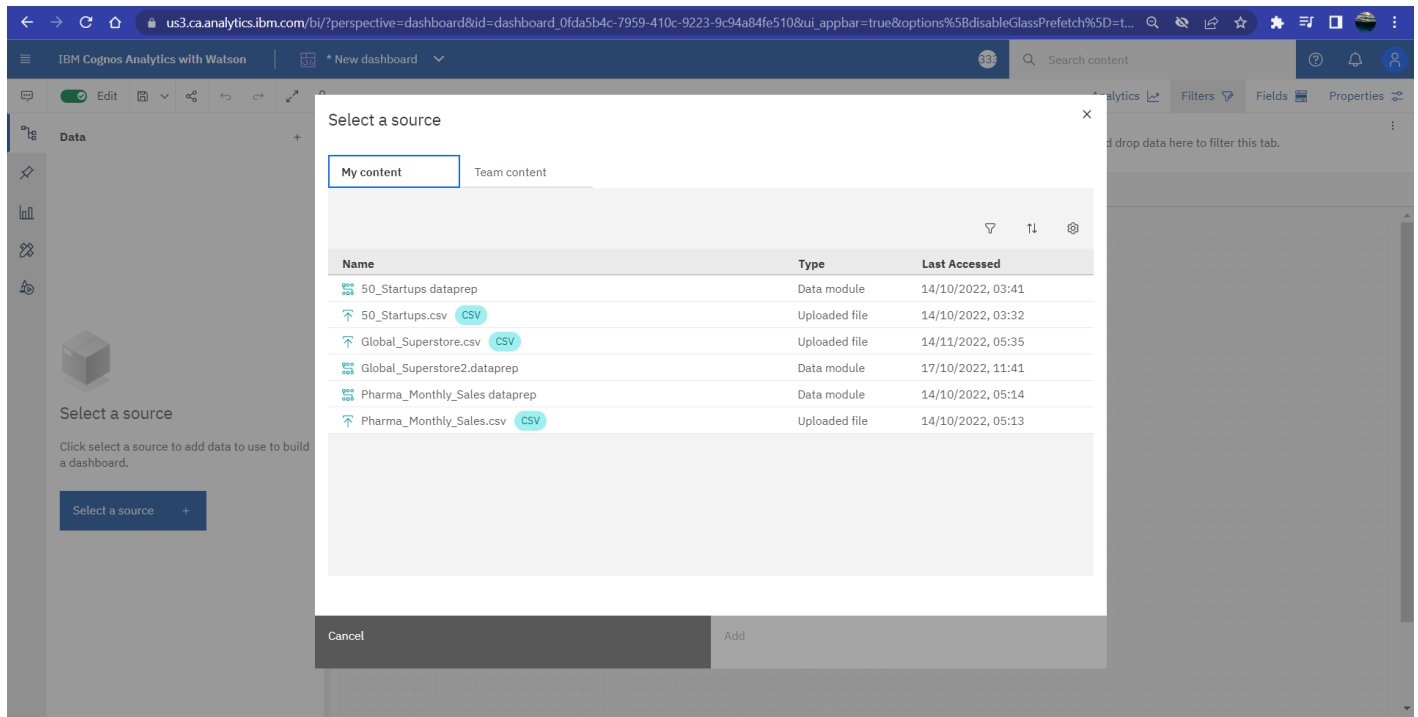 us3.ca.analytics.ibm.com/bi/?perspective=dashboard&id=dashboard_0fda5b4c-7959-410c-9223-9c94a84fe510&ui_appbar=true&options%5BdisableGlassPrefetch%5D=t...
IBM Cognos Analytics with Watson
* New dashboard
Search content
Edit
Filters
Fields
Properties
Data
d drop data here to filter this tab.
Select a source
Click select a source to add data to use to build
a dashboard.
Select a source +
Select a source
My content
Team content
Name Type Last Accessed
50_Startups dataprep Data module 14/10/2022, 03:41
50_Startups.csv CSV Uploaded file 14/10/2022, 03:32
Global_Superstore.csv CSV Uploaded file 14/11/2022, 05:35
Global_Superstore2.dataprep Data module 17/10/2022, 11:41
Pharma_Monthly_Sales dataprep Data module 14/10/2022, 05:14
Pharma_Monthly_Sales.csv CSV Uploaded file 14/10/2022, 05:13
Cancel
Add